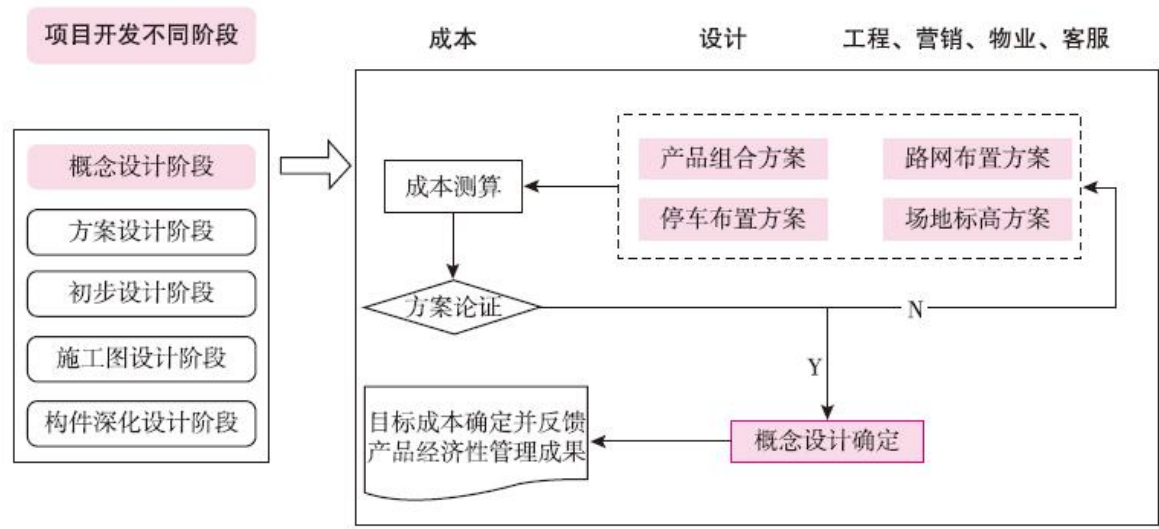 项目开发不同阶段
成本
设计
工程、营销、物业、客服
概念设计阶段
方案设计阶段
初步设计阶段
施工图设计阶段
构件深化设计阶段
产品组合方案
路网布置方案
成本测算
停车布置方案
场地标高方案
方案论证
N
Y
目标成本确定并反馈
产品经济性管理成果
概念设计确定